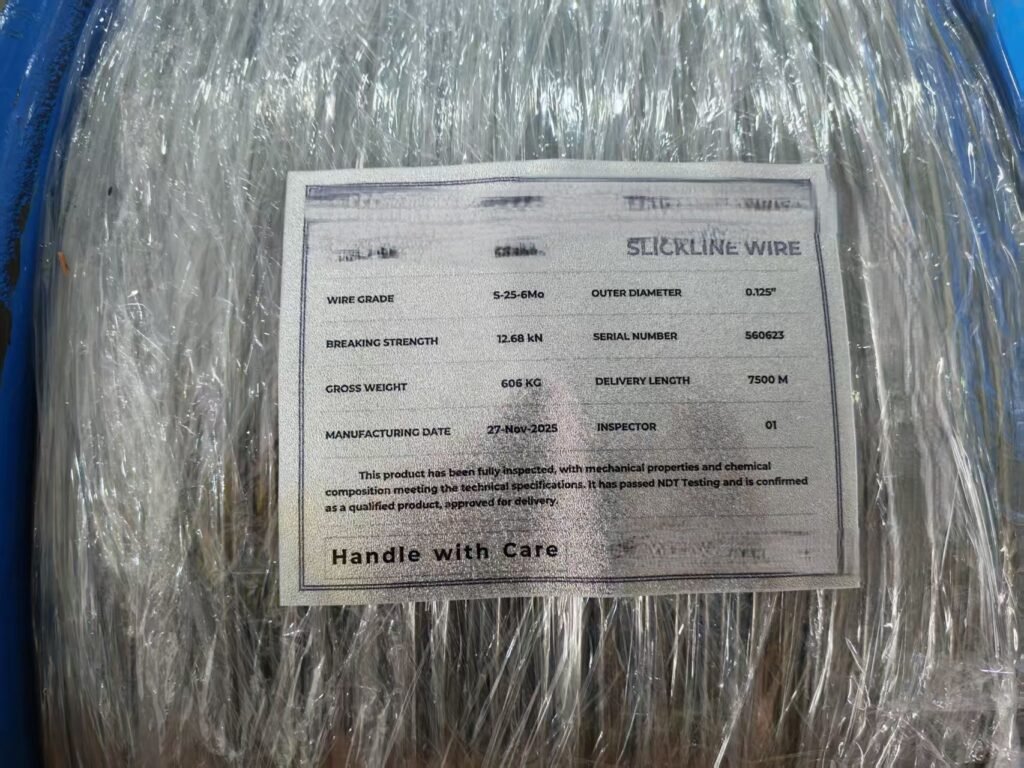 SLICKLINE WIRE
WIRE GRADE S-25-6Mo OUTER DIAMETER 0.125"
BREAKING STRENGTH 12.68 kN SERIAL NUMBER 560623
GROSS WEIGHT 606 KG DELIVERY LENGTH 7500 M
MANUFACTURING DATE 27-Nov-2025 INSPECTOR 01
This product has been fully inspected, with mechanical properties and chemical
composition meeting the technical specifications. It has passed NDT Testing and is confirmed
as a qualified product, approved for delivery.
Handle with Care